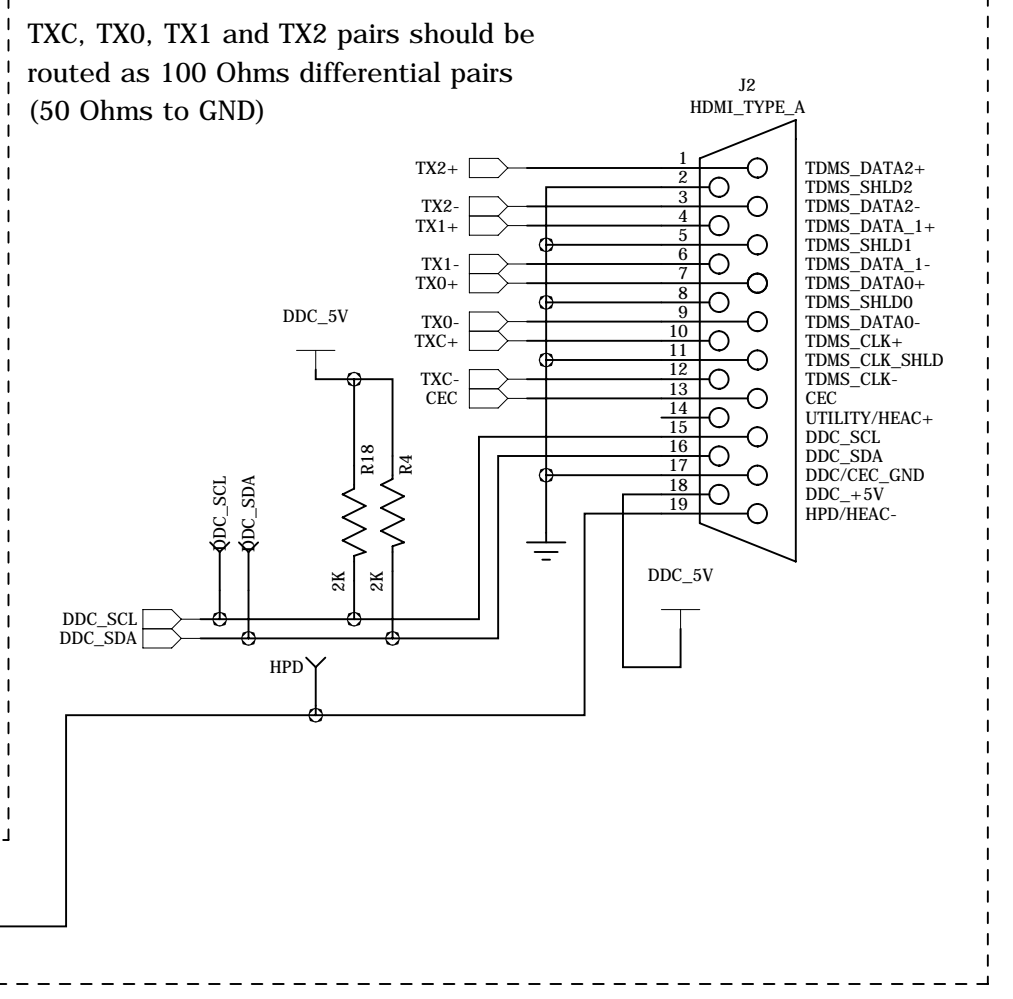 TXC, TX0, TX1 and TX2 pairs should be
routed as 100 Ohms differential pairs
(50 Ohms to GND)
J2
HDMI_TYPE_A
TX2+ 1 TDMS_DATA2+
2 TDMS_SHLD2
TX2- 3 TDMS_DATA2-
TX1+ 4 TDMS_DATA_1+
5 TDMS_SHLD1
TX1- 6 TDMS_DATA_1-
TX0+ 7 TDMS_DATA0+
8 TDMS_SHLD0
TX0- 9 TDMS_DATA0-
TXC+ 10 TDMS_CLK+
11 TDMS_CLK_SHLD
TXC- 12 TDMS_CLK-
CEC 13 CEC
14 UTILITY/HEAC+
15 DDC_SCL
16 DDC_SDA
17 DDC/CEC_GND
18 DDC_+5V
19 HPD/HEAC-
DDC_5V
R18
R4
DDC_SCL
DDC_SDA
2K
2K
DDC_5V
DDC_SCL
DDC_SDA
HPD